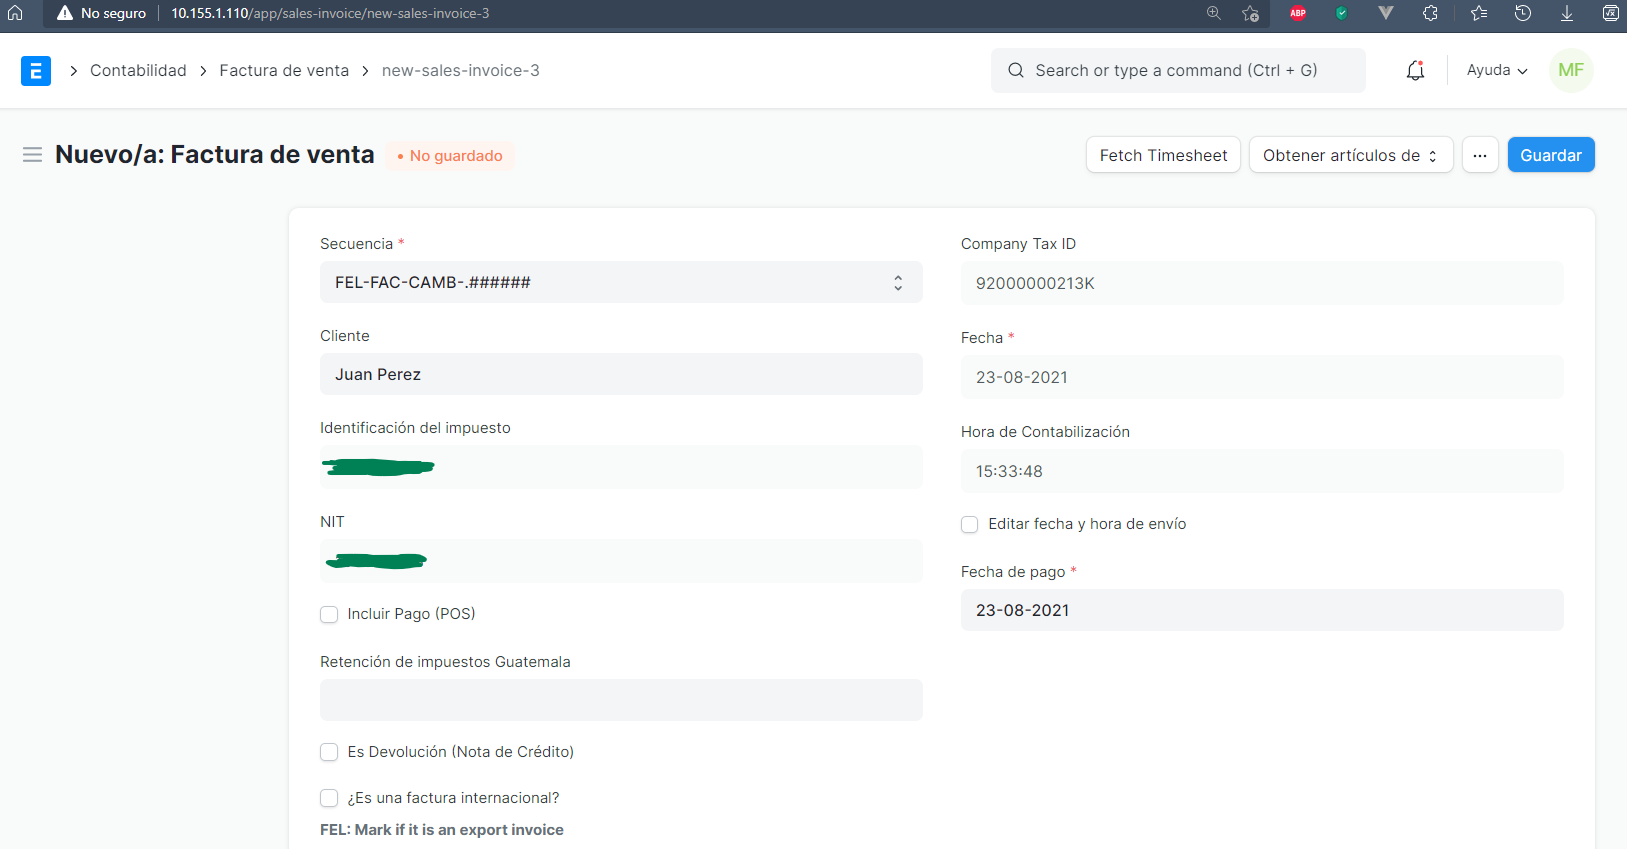 No seguro
10.155.1.110/app/sales-invoice/new-sales-invoice-3
ABP
E
Contabilidad
Factura de venta
new-sales-invoice-3
Search or type a command (Ctrl + G)
Ayuda
MF
Nuevo/a: Factura de venta
• No guardado
Fetch Timesheet
Obtener artículos de
...
Guardar
Secuencia *
FEL-FAC-CAMB-.######
Cliente
Juan Perez
Identificación del impuesto
NIT
Incluir Pago (POS)
Retención de impuestos Guatemala
Es Devolución (Nota de Crédito)
¿Es una factura internacional?
FEL: Mark if it is an export invoice
Company Tax ID
92000000213K
Fecha *
23-08-2021
Hora de Contabilización
15:33:48
Editar fecha y hora de envío
Fecha de pago *
23-08-2021